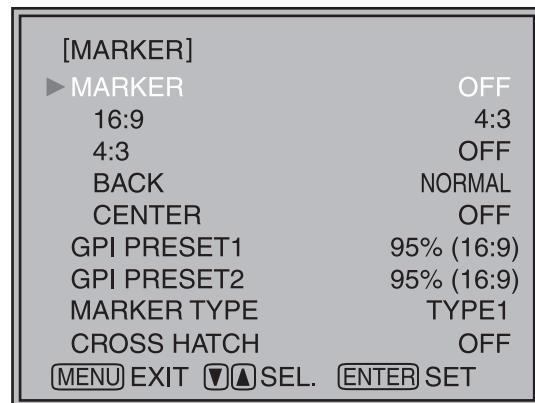 [MARKER]
▶ MARKER OFF
16:9 4:3
4:3 OFF
BACK NORMAL
CENTER OFF
GPI PRESET1 95% (16:9)
GPI PRESET2 95% (16:9)
MARKER TYPE TYPE1
CROSS HATCH OFF
MENU EXIT ▼▲ SEL. ENTER SET